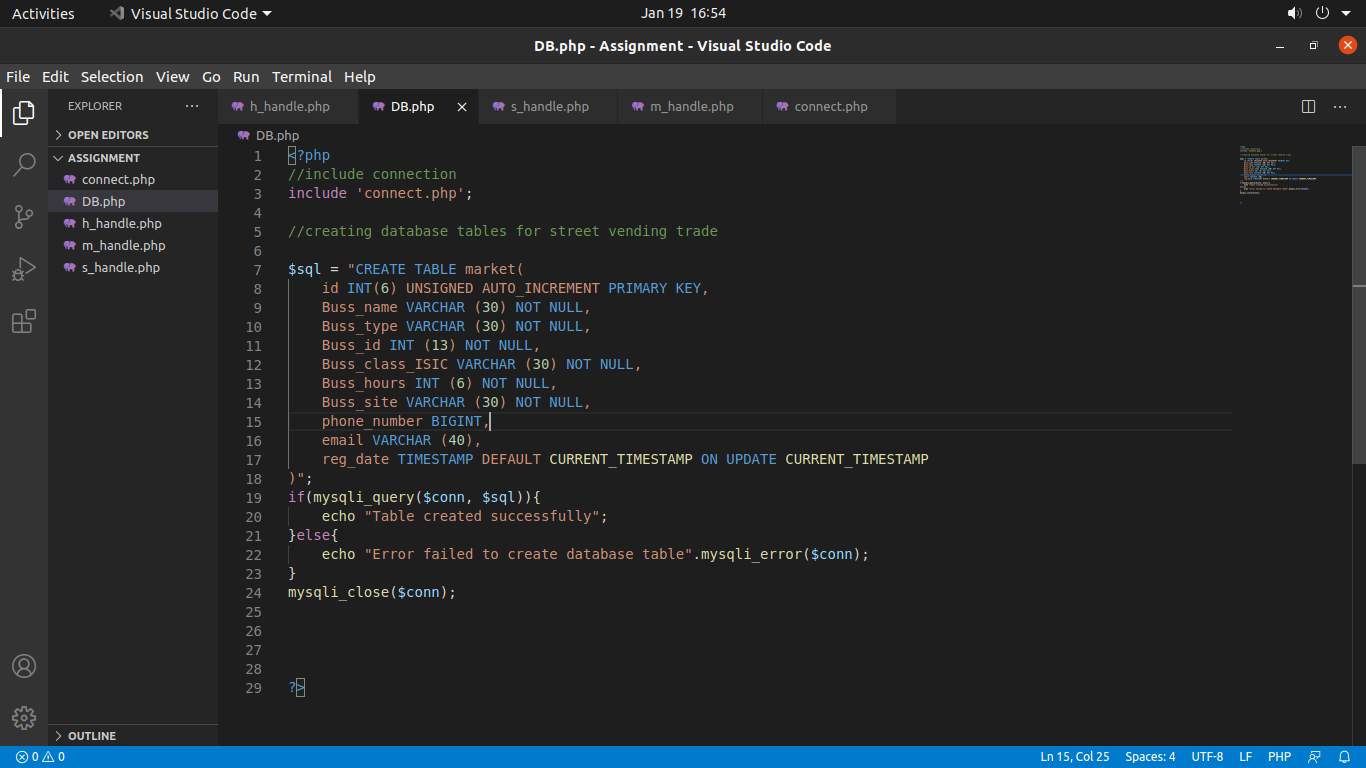 Activities Visual Studio Code Jan 19 16:54
DB.php - Assignment - Visual Studio Code
File Edit Selection View Go Run Terminal Help
EXPLORER
OPEN EDITORS
ASSIGNMENT
connect.php
DB.php
h_handle.php
m_handle.php
s_handle.php
OUTLINE
h_handle.php DB.php s_handle.php m_handle.php connect.php
DB.php
1 <?php
2 //include connection
3 include 'connect.php';
4
5 //creating database tables for street vending trade
6
7 $sql = "CREATE TABLE market(
8     id INT(6) UNSIGNED AUTO_INCREMENT PRIMARY KEY,
9     Buss_name VARCHAR (30) NOT NULL,
10     Buss_type VARCHAR (30) NOT NULL,
11     Buss_id INT (13) NOT NULL,
12     Buss_class_ISIC VARCHAR (30) NOT NULL,
13     Buss_hours INT (6) NOT NULL,
14     Buss_site VARCHAR (30) NOT NULL,
15     phone_number BIGINT,
16     email VARCHAR (40),
17     reg_date TIMESTAMP DEFAULT CURRENT_TIMESTAMP ON UPDATE CURRENT_TIMESTAMP
18 )";
19 if(mysqli_query($conn, $sql)){
20     echo "Table created successfully";
21 }else{
22     echo "Error failed to create database table".mysqli_error($conn);
23 }
24 mysqli_close($conn);
25
26
27
28
29 ?>
0 0 Ln 15, Col 25 Spaces: 4 UTF-8 LF PHP